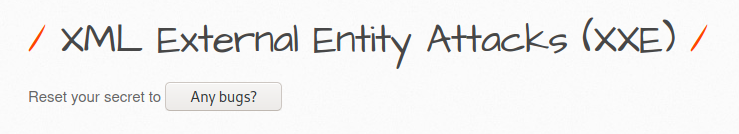 / XML External Entity Attacks (XXE) /
Reset your secret to Any bugs?